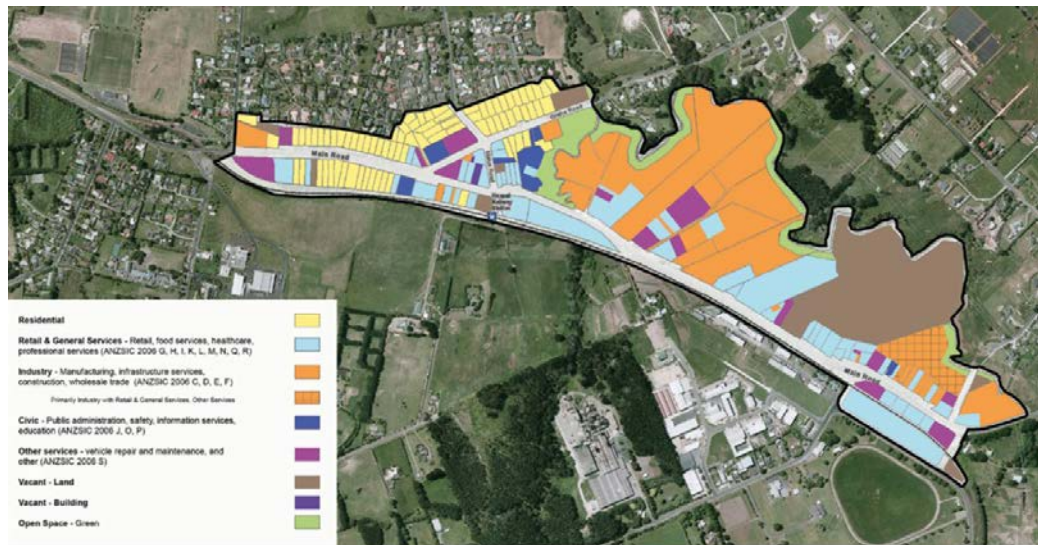 Oraha Road
Main Road
Railway
Station
Main Road
Residential
Retail & General Services - Retail, food services, healthcare,
professional services (ANZSIC 2006 G, H, I, K, L, M, N, Q, R)
Industry - Manufacturing, infrastructure services,
construction, wholesale trade (ANZSIC 2006 C, D, E, F)
Primarily Industry with Retail & General Services, Other Services
Civic - Public administration, safety, information services,
education (ANZSIC 2006 J, O, P)
Other services - vehicle repair and maintenance, and
other (ANZSIC 2006 S)
Vacant - Land
Vacant - Building
Open Space - Green